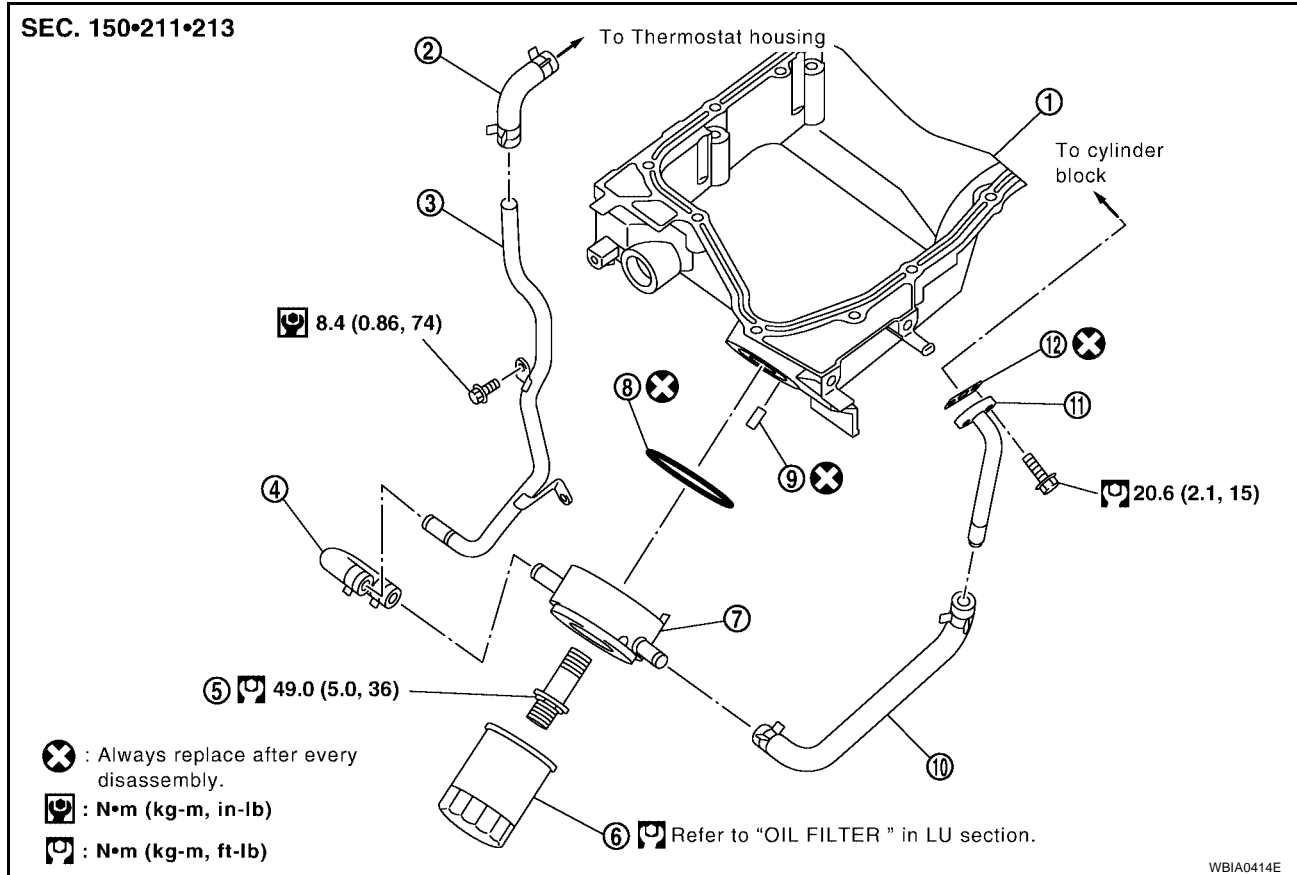 SEC. 150•211•213
② To Thermostat housing
①
To cylinder
block
③
8.4 (0.86, 74)
⑫
⑧
⑪
⑨
④
20.6 (2.1, 15)
⑦
⑤ 49.0 (5.0, 36)
⑩
: Always replace after every
disassembly.
: N•m (kg-m, in-lb)
⑥ Refer to “OIL FILTER ” in LU section.
: N•m (kg-m, ft-lb)
WBIA0414E